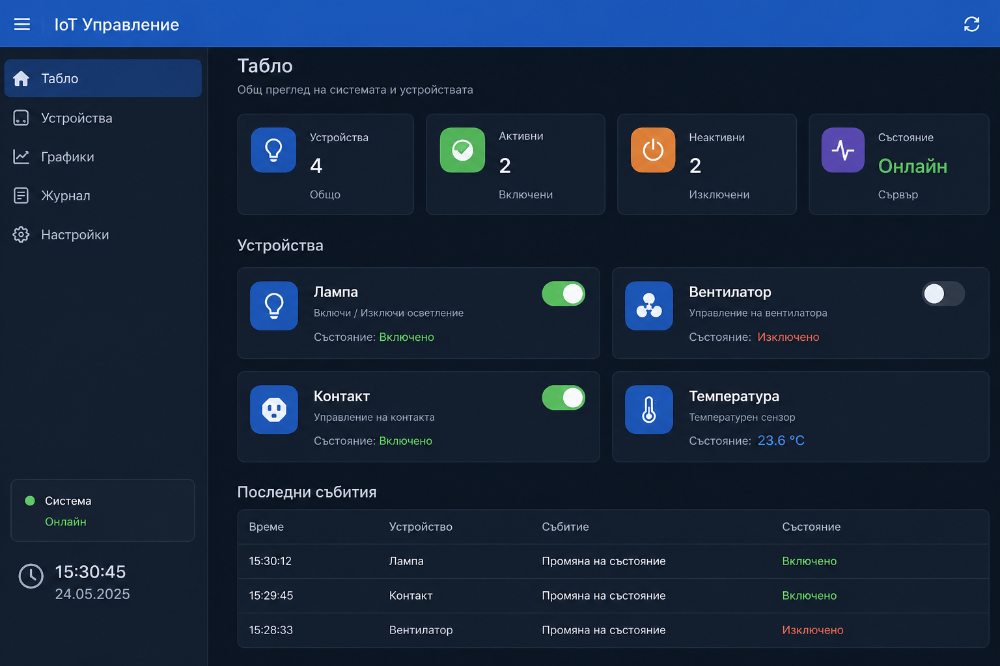 IoT Управление
Табло
Устройства
Графики
Журнал
Настройки
Система
Онлайн
15:30:45
24.05.2025
Табло
Общ преглед на системата и устройствата
Устройства
4
Общо
Активни
2
Включени
Неактивни
2
Изключени
Състояние
Онлайн
Сървър
Устройства
Лампа
Включи / Изключи осветление
Състояние: Включено
Вентилатор
Управление на вентилатора
Състояние: Изключено
Контакт
Управление на контакта
Състояние: Включено
Температура
Температурен сензор
Състояние: 23.6 °C
Последни събития
Време Устройство Събитие Състояние
15:30:12 Лампа Промяна на състояние Включено
15:29:45 Контакт Промяна на състояние Включено
15:28:33 Вентилатор Промяна на състояние Изключено